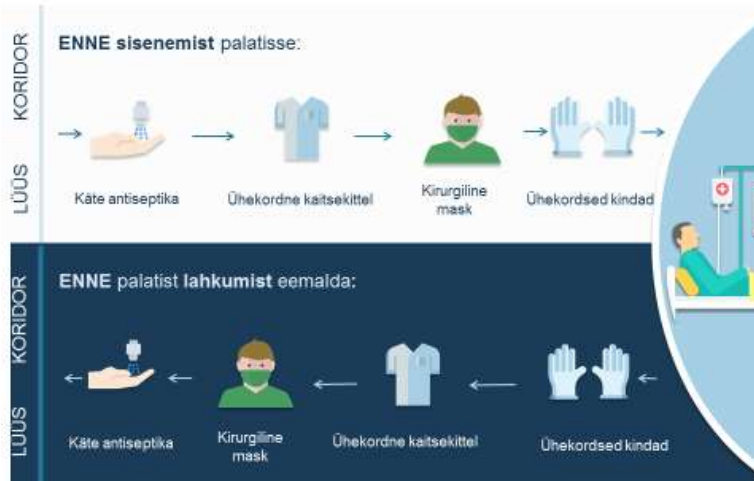 KORIDOR
LÜÜS
ENNE sisenemist palatisse:
Käte antiseptika
Ühekordne kaitsekittel
Kirurgiline
mask
Ühekordsed kindad
KORIDOR
LÜÜS
ENNE palatist lahkumist eemalda:
Käte antiseptika
Kirurgiline
mask
Ühekordne kaitsekittel
Ühekordsed kindad